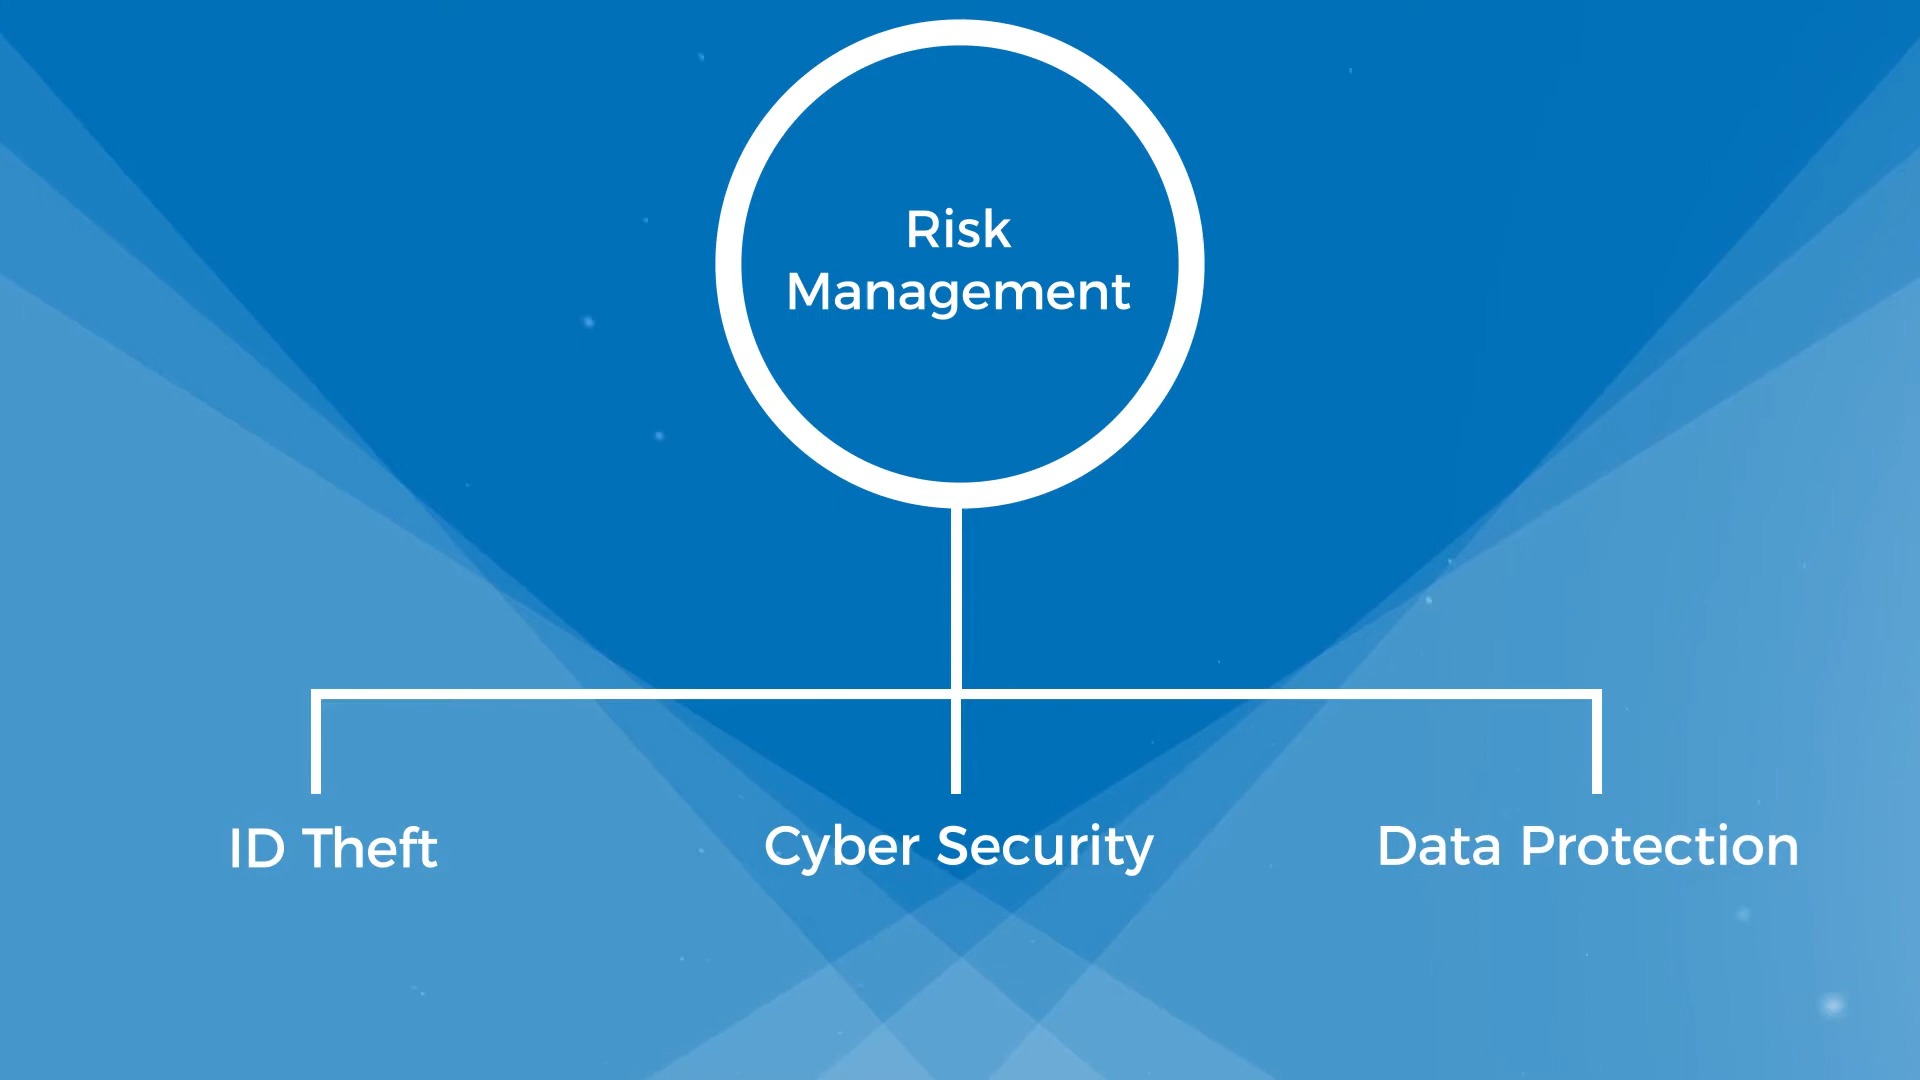 Risk
Management
ID Theft
Cyber Security
Data Protection